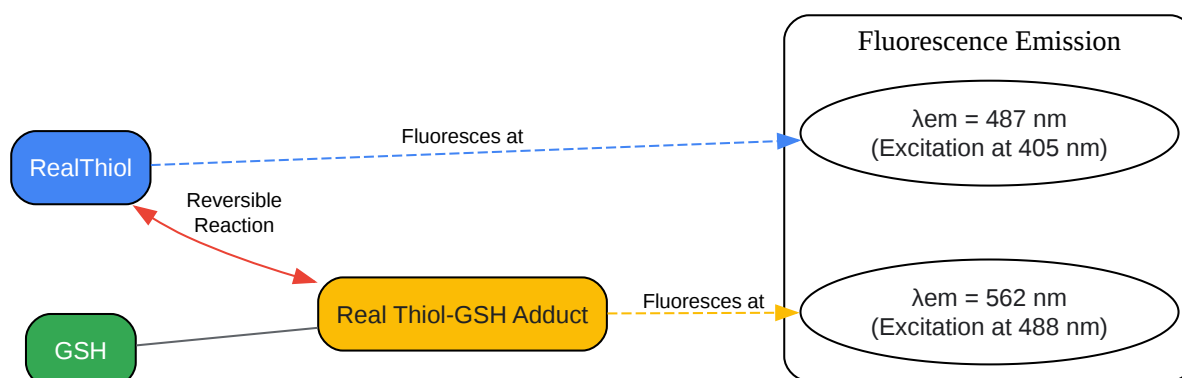 Fluorescence Emission
λem = 487 nm
(Excitation at 405 nm)
Fluoresces at
RealThiol
Reversible
Reaction
Real Thiol-GSH Adduct
Fluoresces at
λem = 562 nm
(Excitation at 488 nm)
GSH